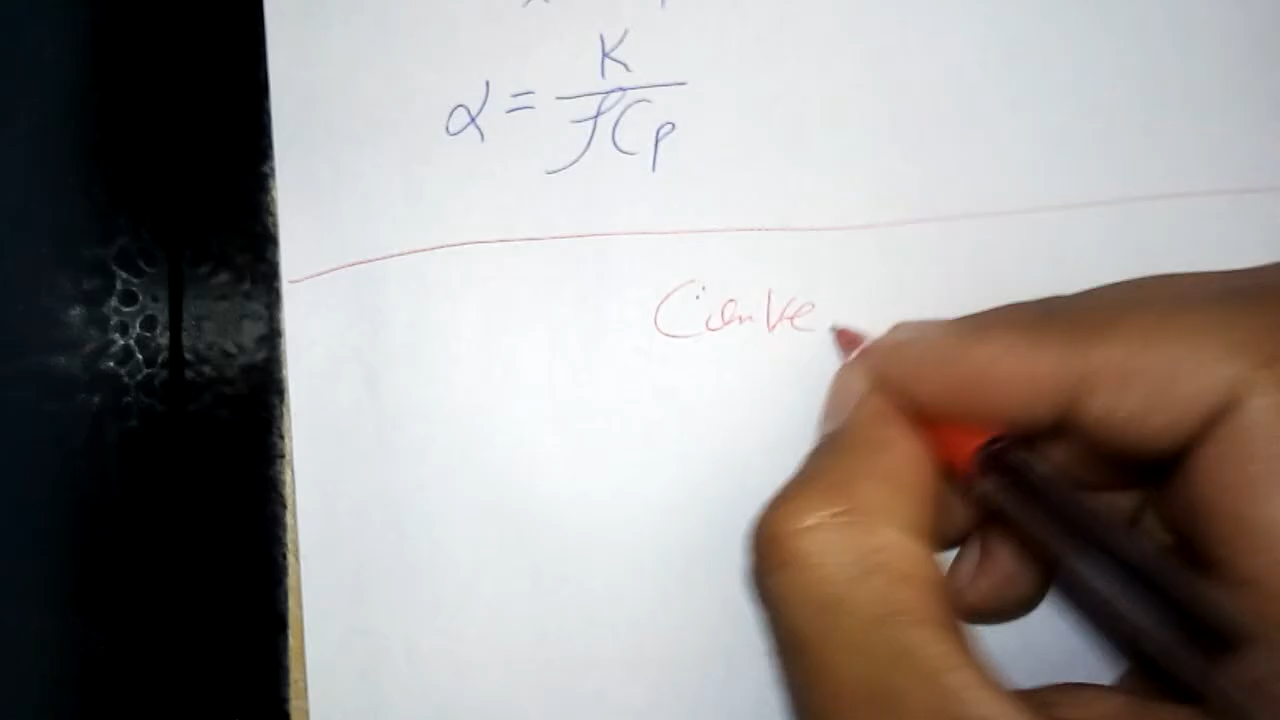 α = K / ρCp
Conve